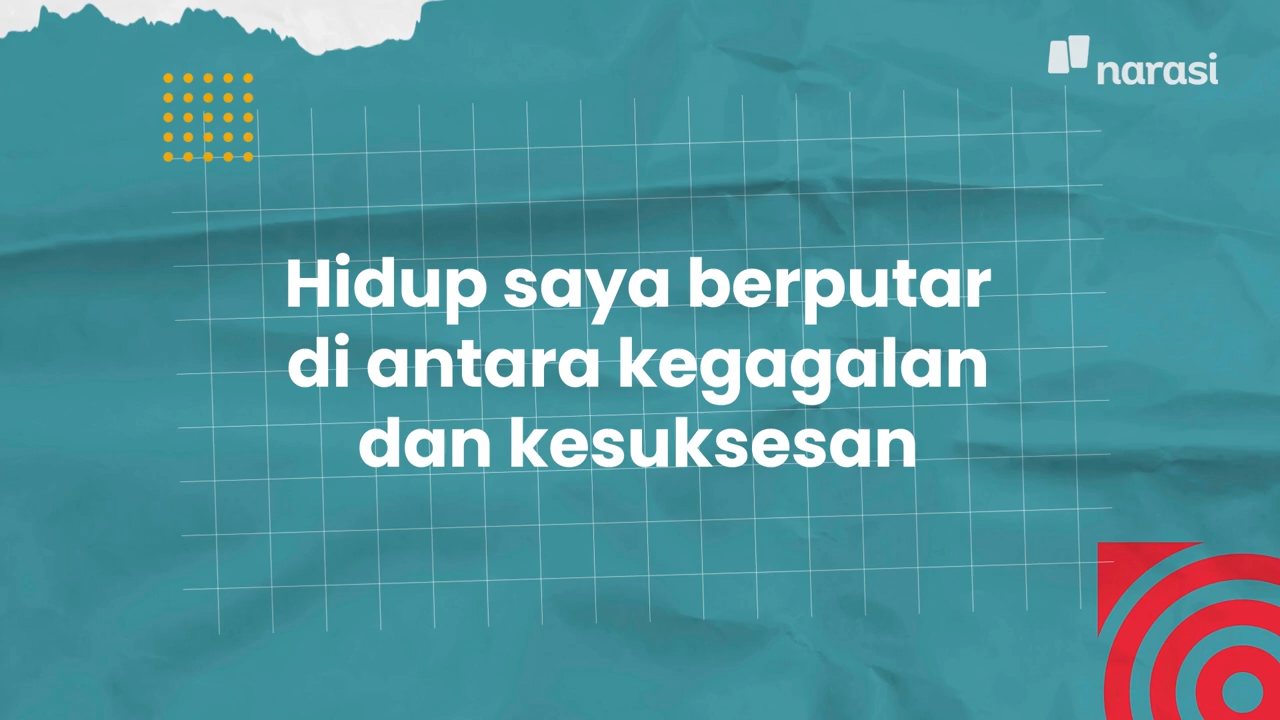 narasi
Hidup saya berputar
di antara kegagalan
dan kesuksesan